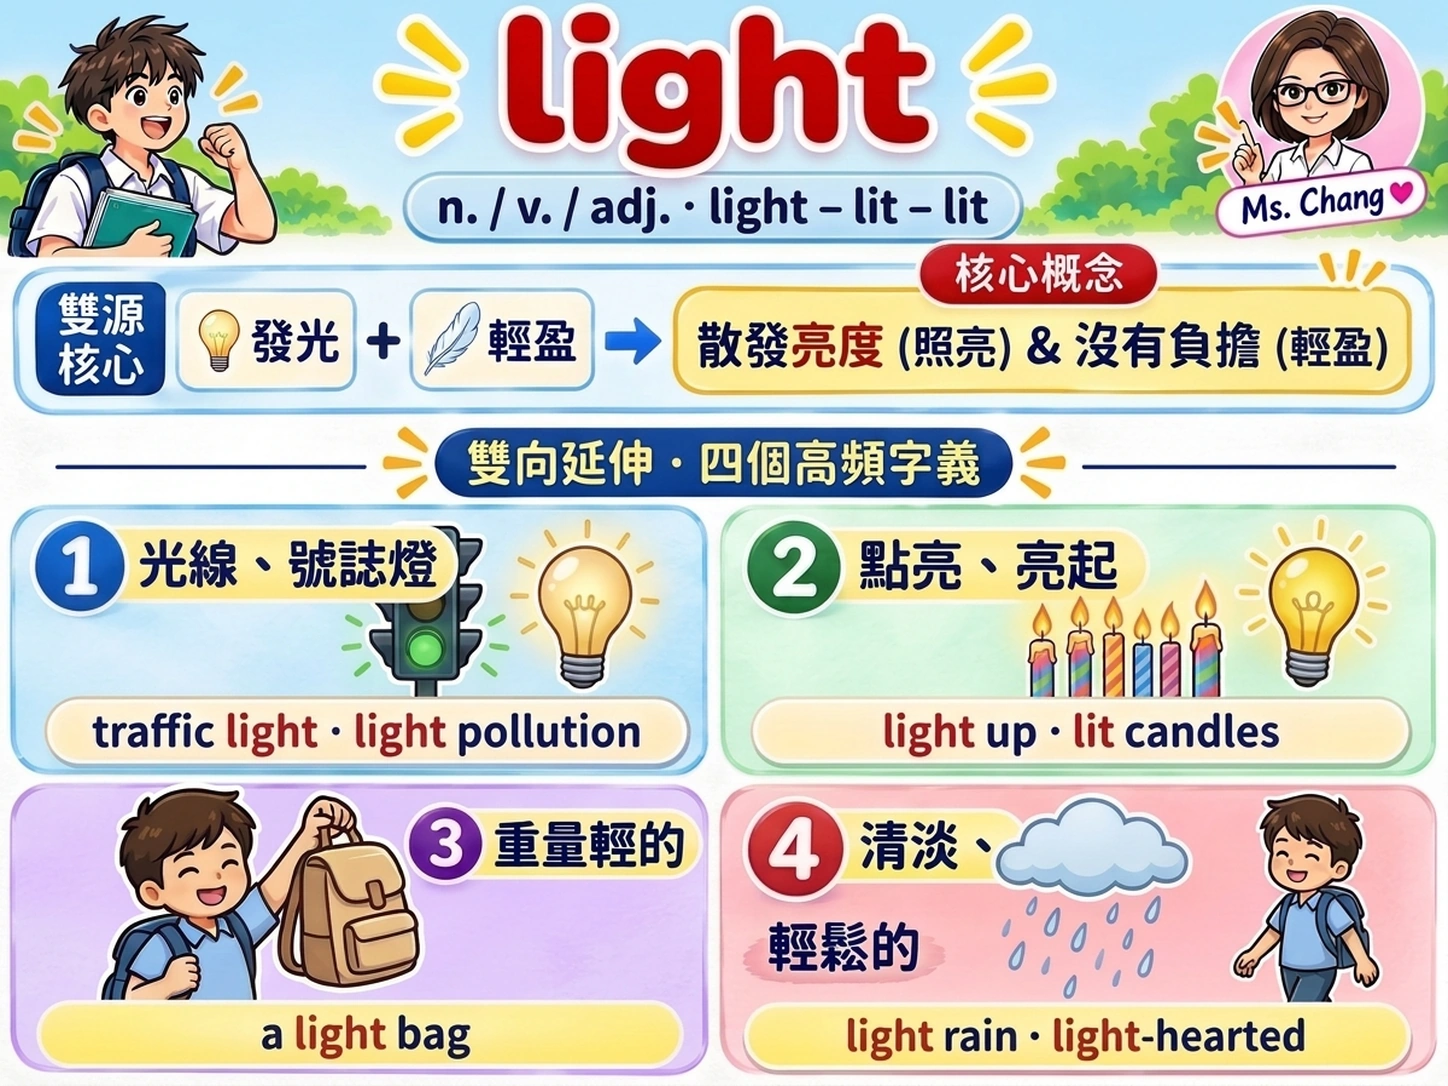 light
n. / v. / adj. · light – lit – lit
Ms. Chang
核心概念
雙源
核心
發光 + 輕盈
散發亮度 (照亮) & 沒有負擔 (輕盈)
雙向延伸 · 四個高頻字義
1 光線、號誌燈
traffic light · light pollution
2 點亮、亮起
light up · lit candles
3 重量輕的
a light bag
4 清淡、
輕鬆的
light rain · light-hearted